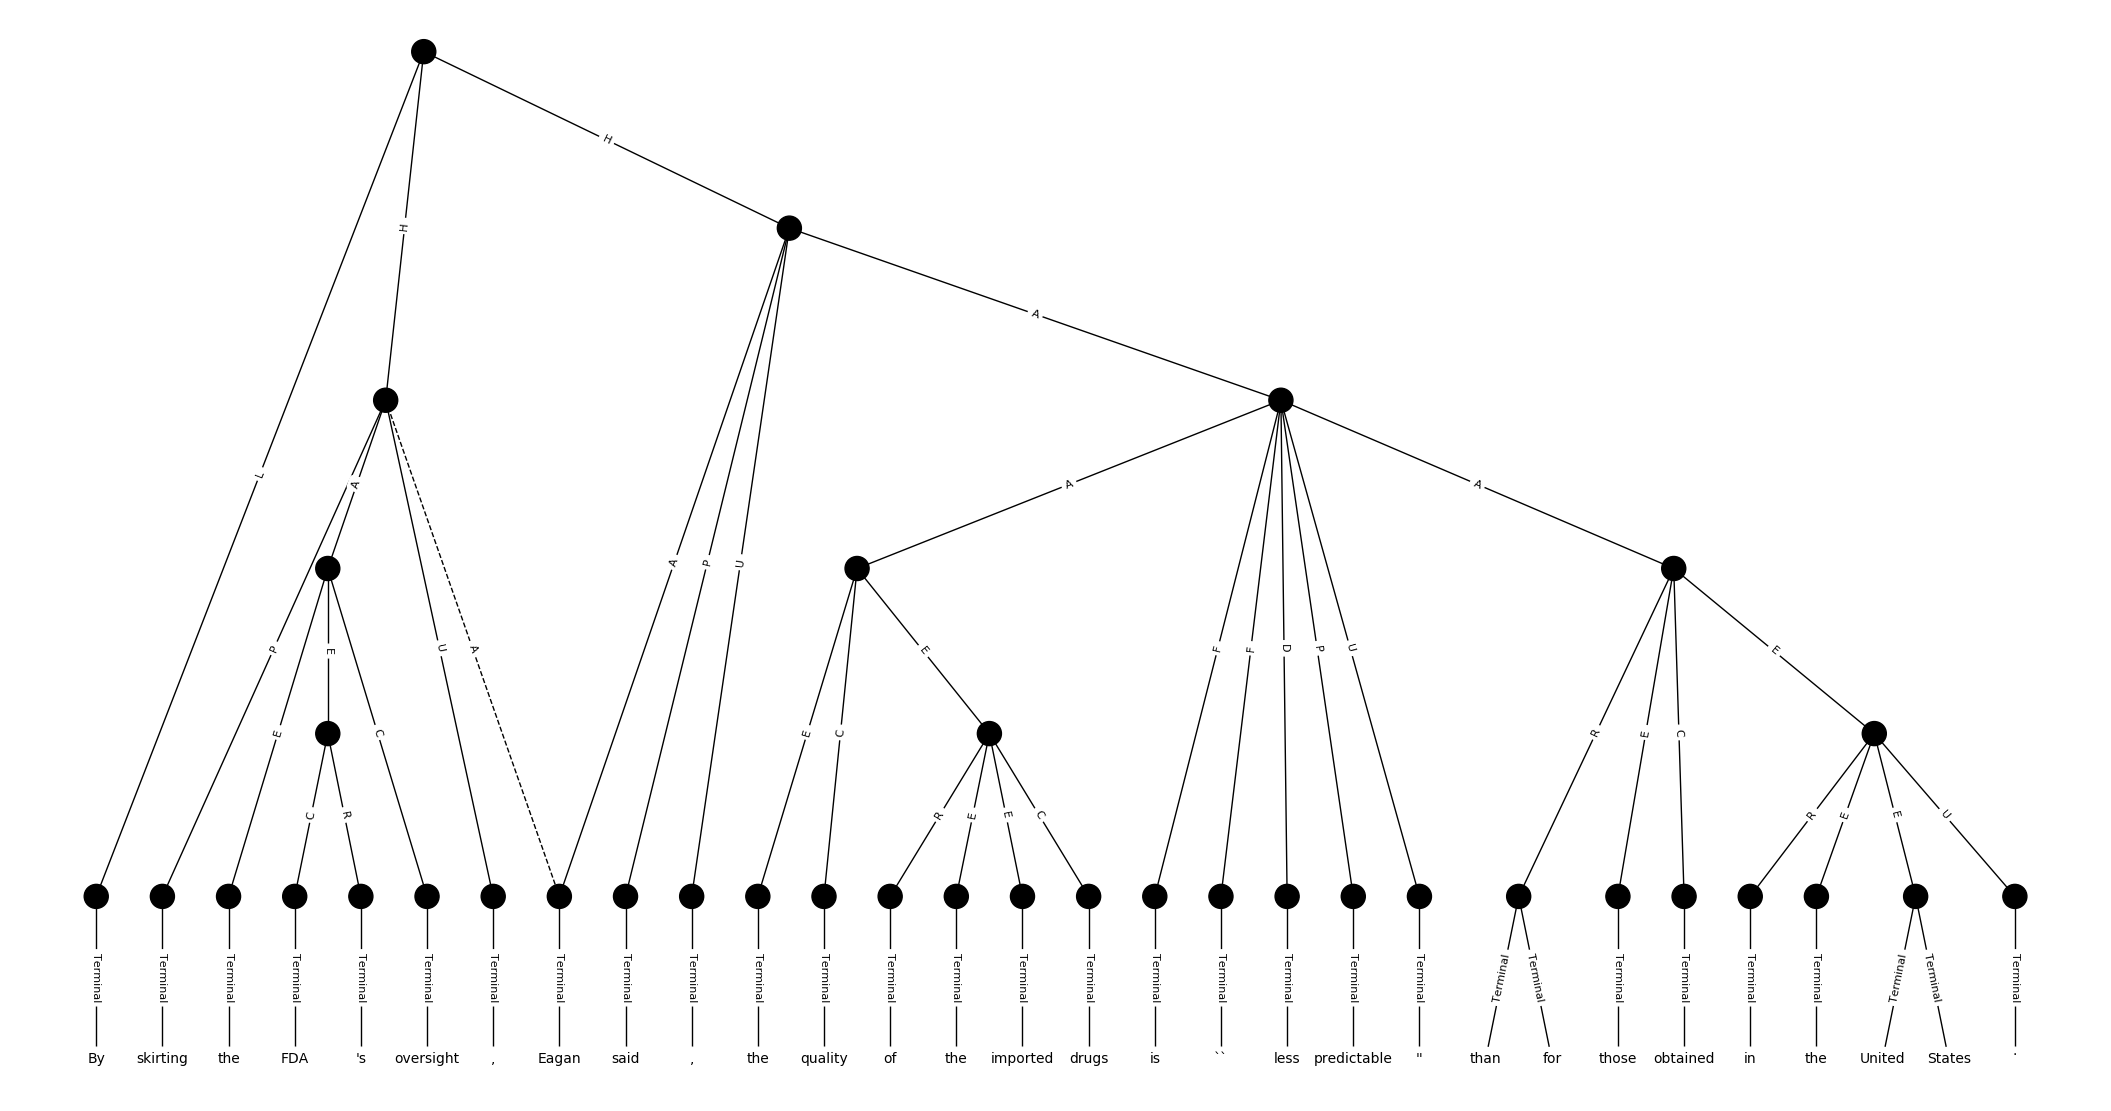 H
H
A
L
A
A
A
A
P
U
P
E
U
A
F
F
D
P
U
E
E
E
C
E
C
R
E
C
C
R
R
E
E
C
R
E
E
U
Terminal Terminal Terminal Terminal Terminal Terminal Terminal Terminal Terminal Terminal Terminal Terminal Terminal Terminal Terminal Terminal Terminal Terminal Terminal Terminal Terminal Terminal Terminal Terminal Terminal Terminal Terminal Terminal Terminal Terminal
By skirting the FDA 's oversight , Eagan said , the quality of the imported drugs is `` less predictable " than for those obtained in the United States .